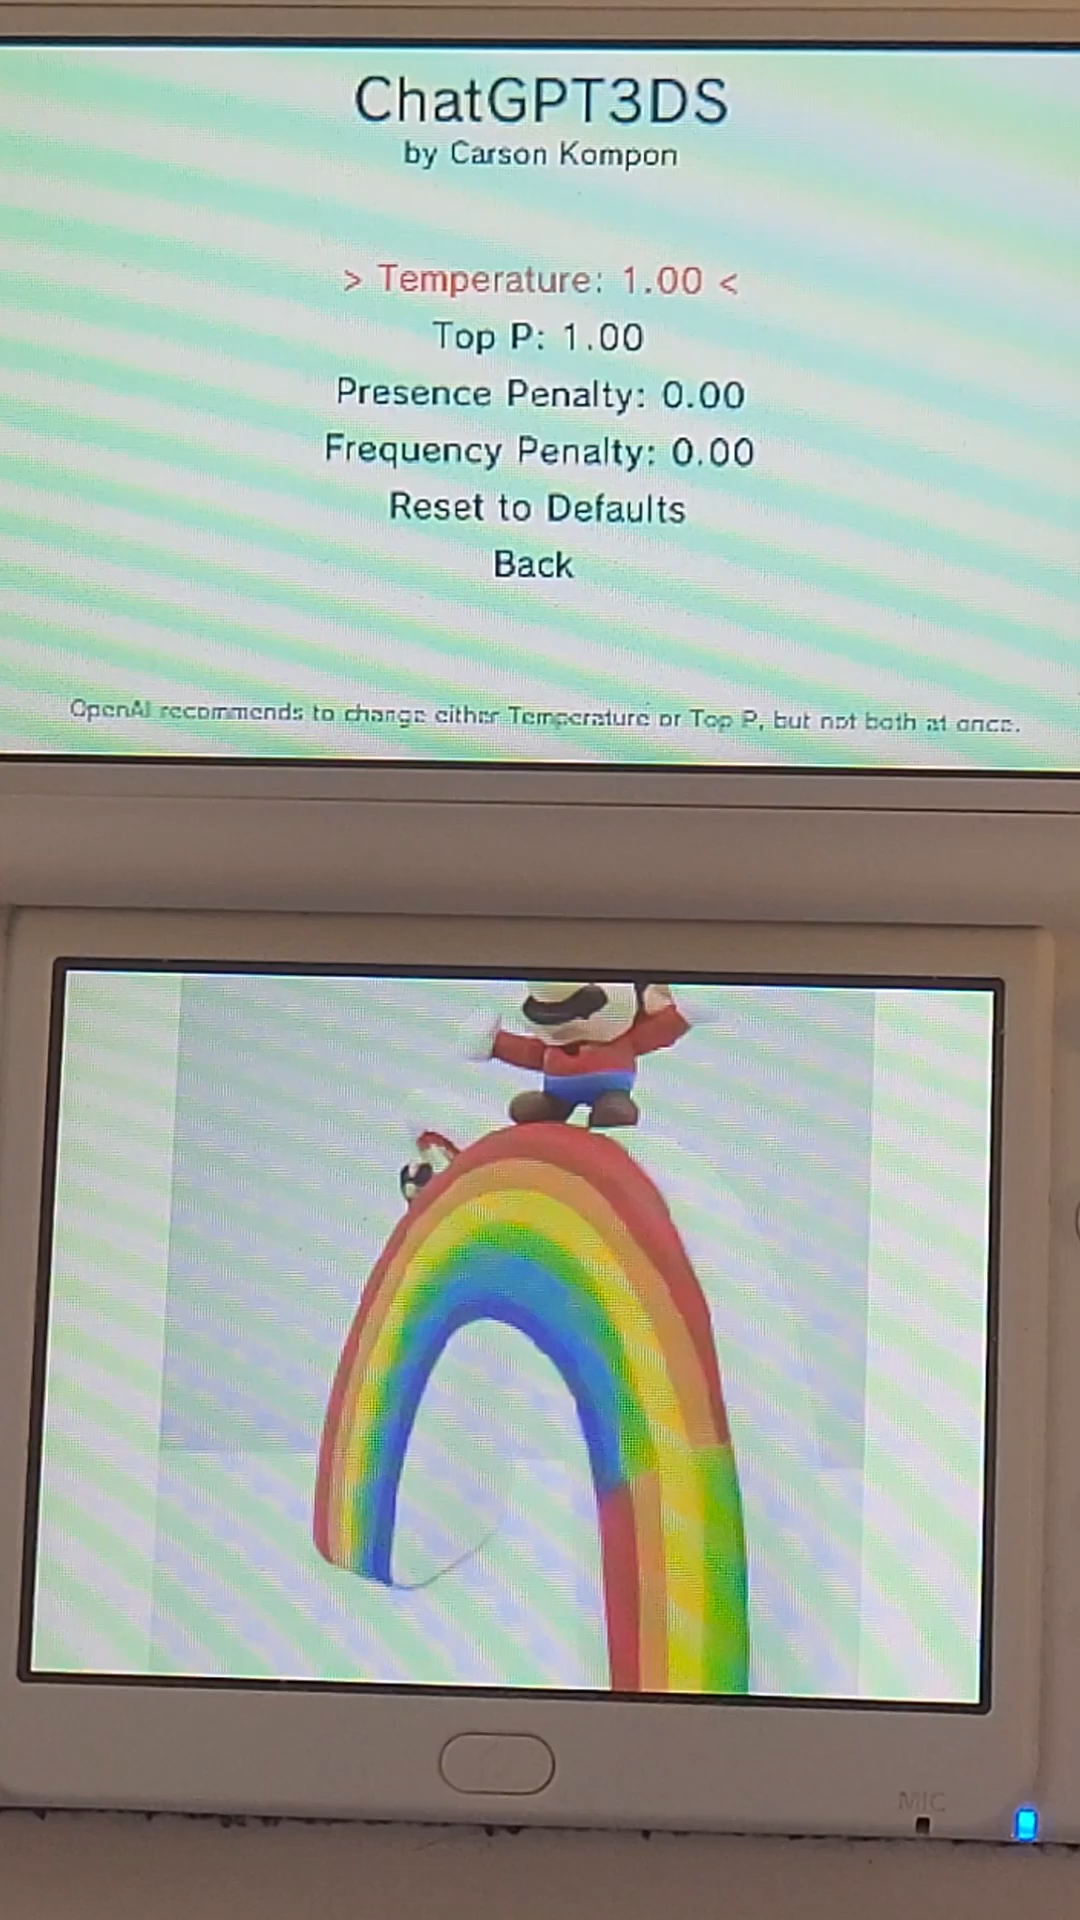 ChatGPT3DS
by Carson Kompon
> Temperature: 1.00 <
Top P: 1.00
Presence Penalty: 0.00
Frequency Penalty: 0.00
Reset to Defaults
Back
OpenAI recommends to change either Temperature or Top P, but not both at once.
MIC